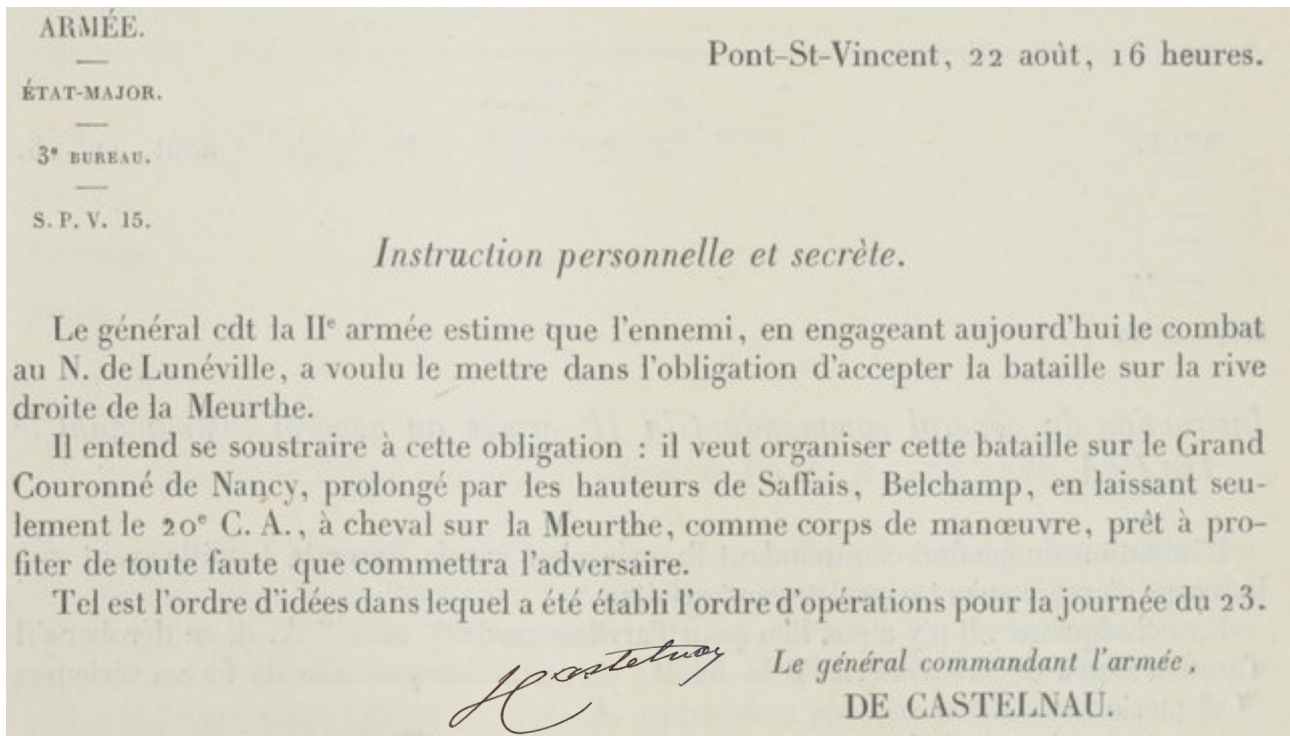 ARMÉE.
Pont-St-Vincent, 22 août, 16 heures.
ÉTAT-MAJOR.
3e BUREAU.
S. P. V. 15.
Instruction personnelle et secrète.
Le général cdt la IIe armée estime que l'ennemi, en engageant aujourd'hui le combat
au N. de Lunéville, a voulu le mettre dans l'obligation d'accepter la bataille sur la rive
droite de la Meurthe.
Il entend se soustraire à cette obligation : il veut organiser cette bataille sur le Grand
Couronné de Nancy, prolongé par les hauteurs de Saffais, Belchamp, en laissant seu-
lement le 20e C. A., à cheval sur la Meurthe, comme corps de manœuvre, prêt à pro-
fiter de toute faute que commettra l'adversaire.
Tel est l'ordre d'idées dans lequel a été établi l'ordre d'opérations pour la journée du 23.
Castelnau
Le général commandant l'armée,
DE CASTELNAU.